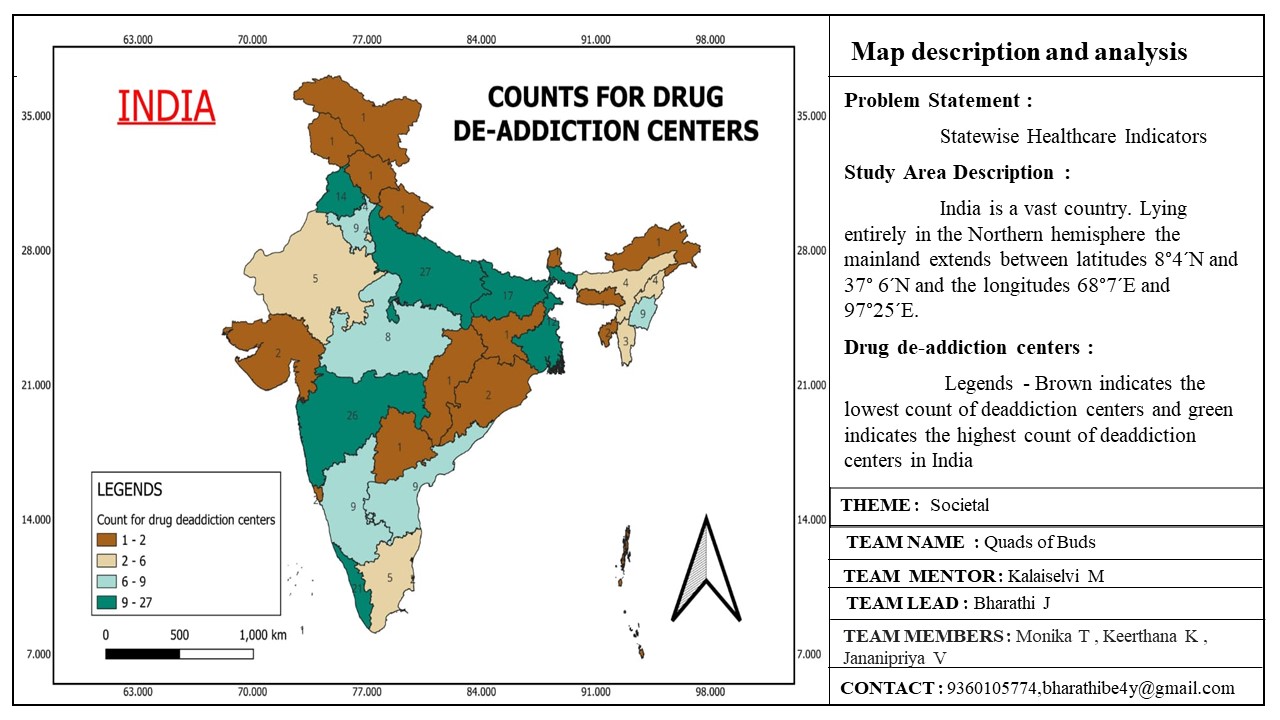 63.000 70.000 77.000 84.000 91.000 98.000
INDIA
COUNTS FOR DRUG
DE-ADDICTION CENTERS
35.000 35.000
1
1
1
14
1
4
9
4
28.000 28.000
1
5
27
17
4
4
9
8
1
3
2
21.000 21.000
1
2
26
1
9
2
9
LEGENDS
Count for drug deaddiction centers
1 - 2
2 - 6
6 - 9
9 - 27
0 500 1,000 km
14.000 14.000
5
1
7.000 7.000
63.000 70.000 77.000 84.000 91.000 98.000
Map description and analysis
Problem Statement :
Statewise Healthcare Indicators
Study Area Description :
India is a vast country. Lying
entirely in the Northern hemisphere the
mainland extends between latitudes 8°4´N and
37° 6´N and the longitudes 68°7´E and
97°25´E.
Drug de-addiction centers :
Legends - Brown indicates the
lowest count of deaddiction centers and green
indicates the highest count of deaddiction
centers in India
THEME : Societal
TEAM NAME : Quads of Buds
TEAM MENTOR: Kalaiselvi M
TEAM LEAD : Bharathi J
TEAM MEMBERS: Monika T , Keerthana K ,
Jananipriya V
CONTACT : 9360105774,bharathibe4y@gmail.com